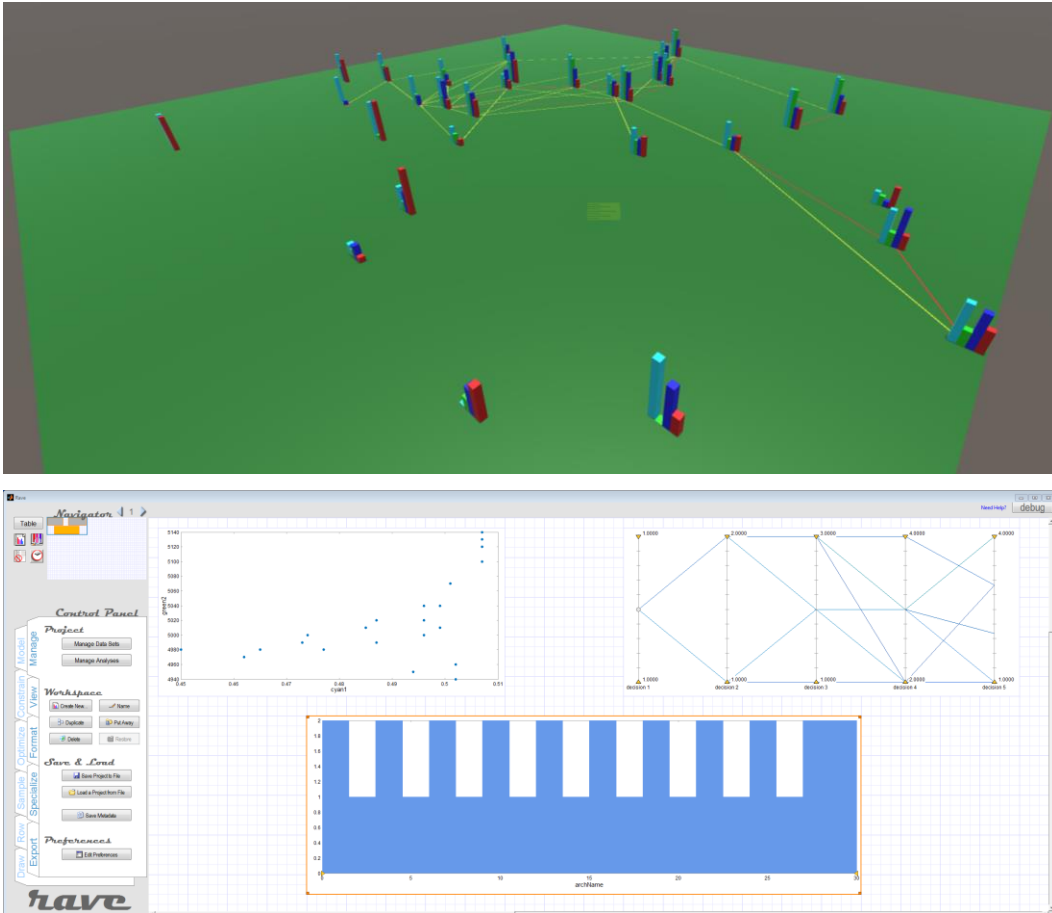 Rave
Navigator 1
Need Help? debug
Table
Control Panel
Project
Manage Data Sets
Manage Analyses
Workspace
Create New... Name
Duplicate Put Away
Delete Restore
Save & Load
Save Project to File
Load a Project from File
Save Metadata
Preferences
Edit Preferences
Model Manage
Constrain View
Optimize Format
Sample Specialize
Draw Row Export
rave
5140
5100
5080
5060
5040
5020
5000
4980
4960
4940
green2
0.45 0.46 0.47 0.48 0.49 0.5 0.51
cyan1
1.0000 2.0000 3.0000 4.0000 4.0000
1.0000 1.0000 1.0000 2.0000 1.0000
decision 1 decision 2 decision 3 decision 4 decision 5
2
1.8
1.6
1.4
1.2
1
0.8
0.6
0.4
0.2
0
0 5 10 15 20 25 30
archName